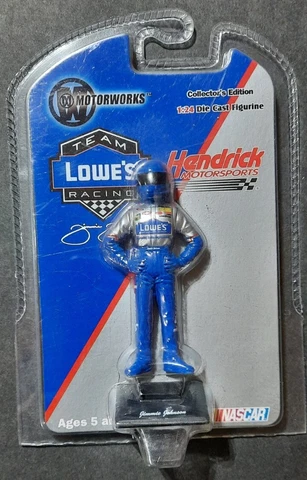 MOTORWORKS
Collector's Edition
1:24 Die Cast Figurine
TEAM
LOWE'S
RACING
Hendrick
MOTORSPORTS
LOWE'S
Jimmie Johnson
Ages 5 a
NASCAR